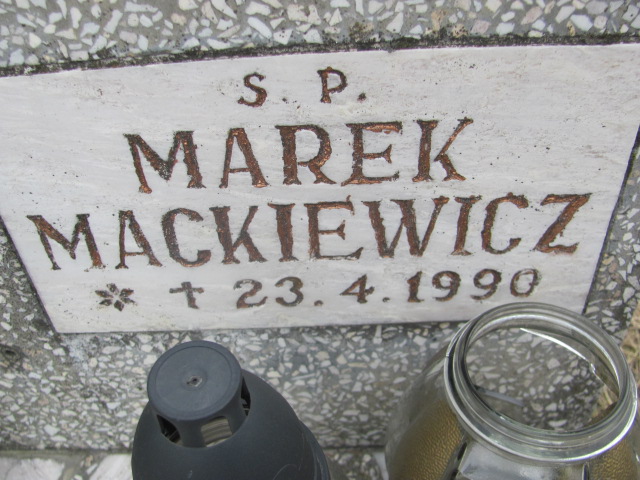 S. P.
MAREK
MACKIEWICZ
* † 23.4.1990